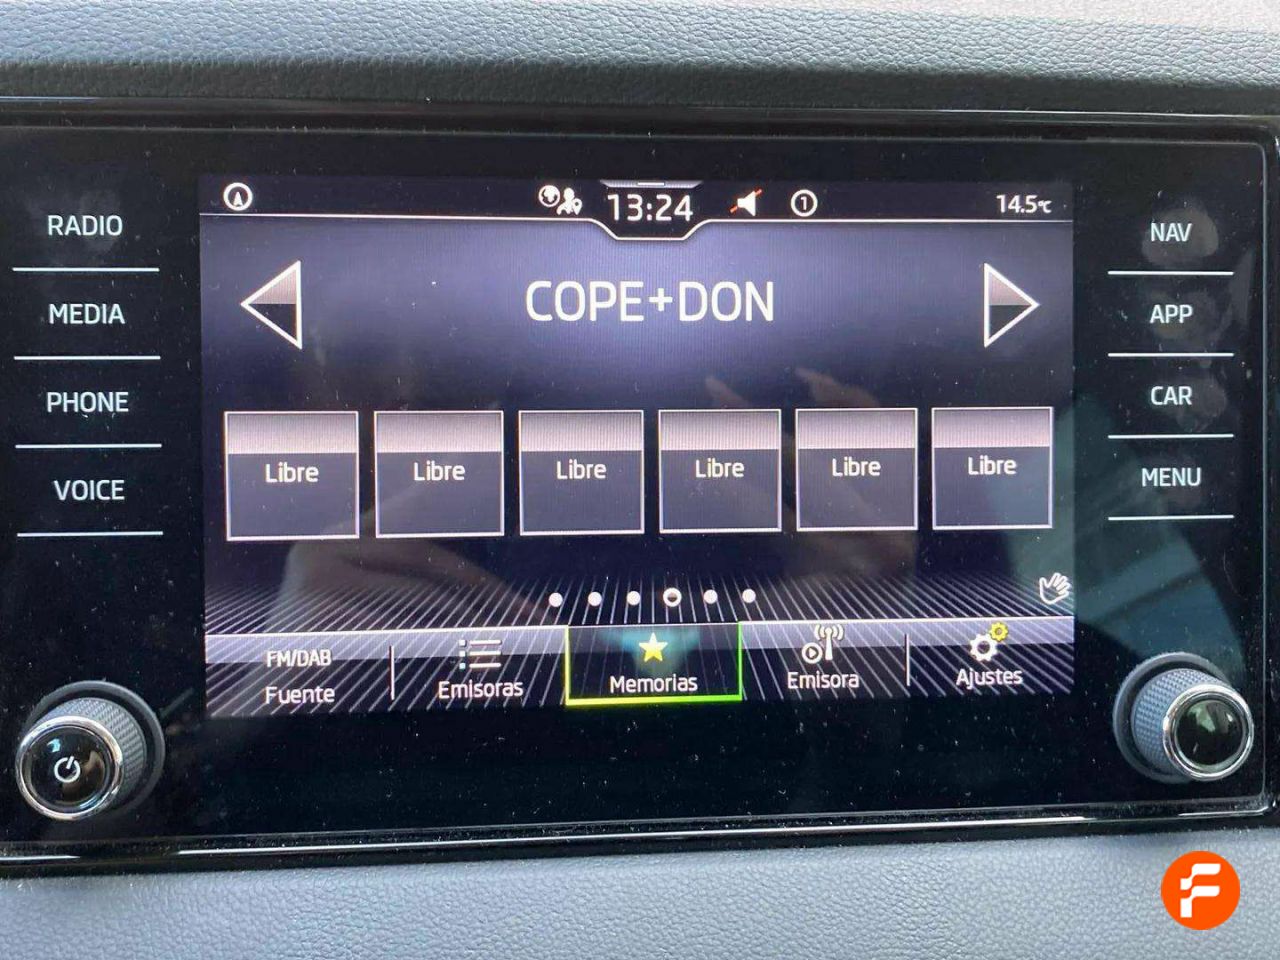 RADIO
MEDIA
PHONE
VOICE
13:24
1
14.5°C
COPE+DON
Libre
Libre
Libre
Libre
Libre
Libre
FM/DAB
Fuente
Emisoras
Memorias
Emisora
Ajustes
NAV
APP
CAR
MENU